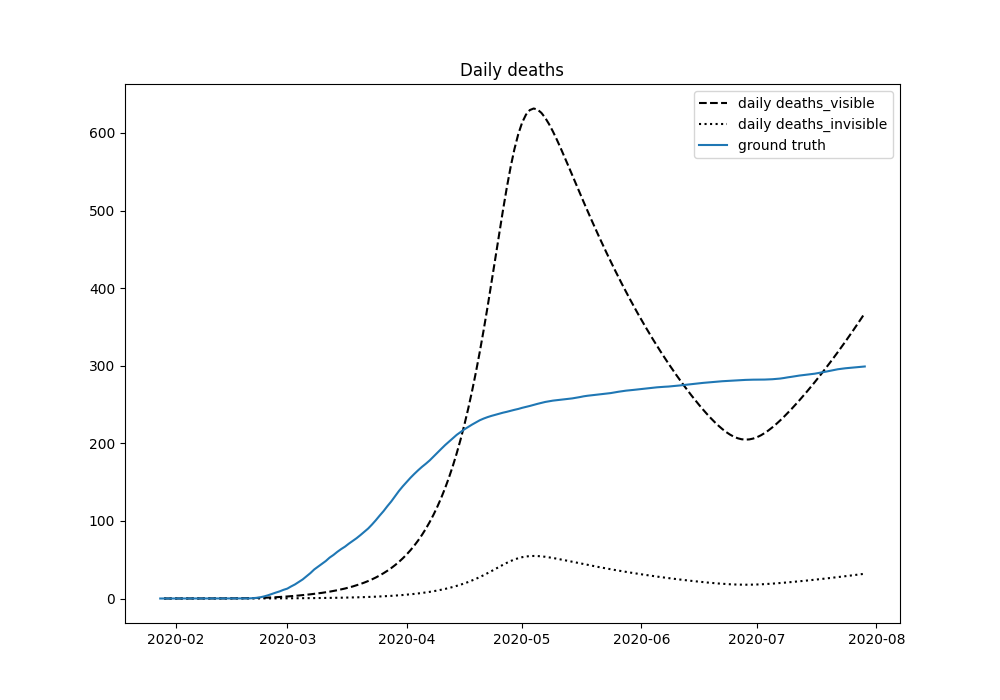 Daily deaths
daily deaths_visible
daily deaths_invisible
ground truth
600
500
400
300
200
100
0
2020-02 2020-03 2020-04 2020-05 2020-06 2020-07 2020-08